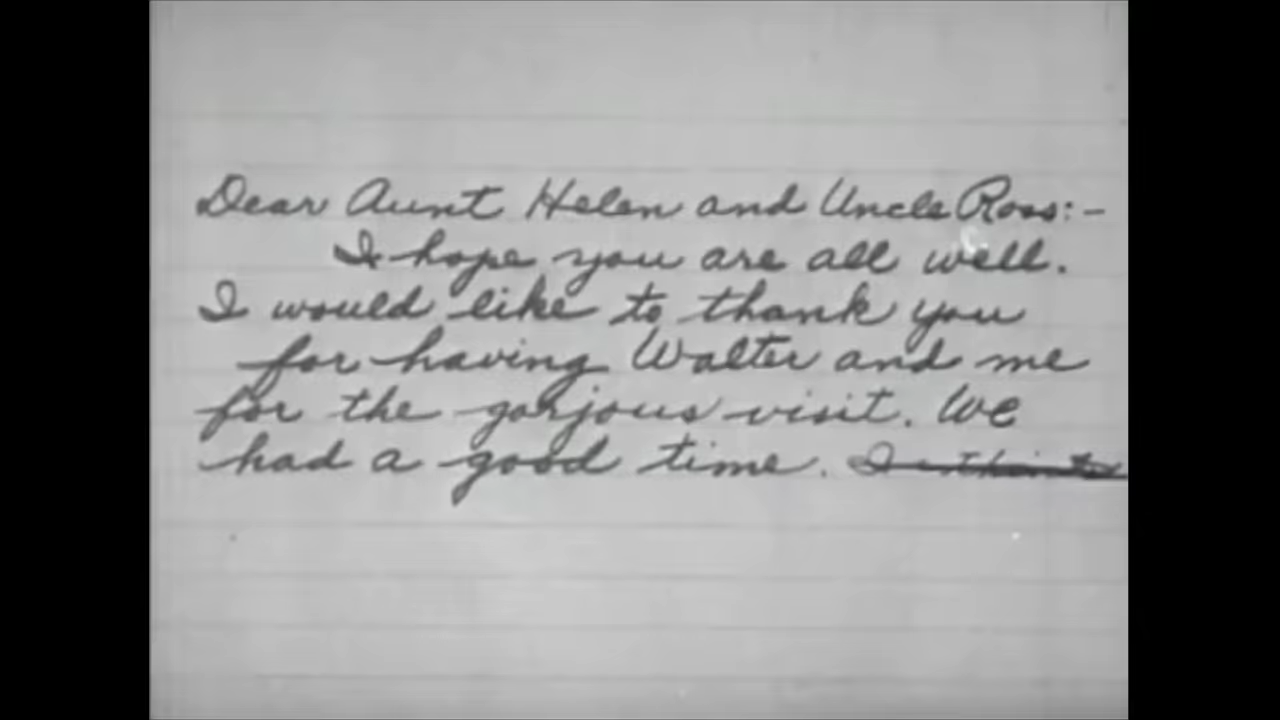 Dear Aunt Helen and Uncle Ross:-
I hope you are all well.
I would like to thank you
for having Walter and me
for the gorjous visit. We
had a good time. I think